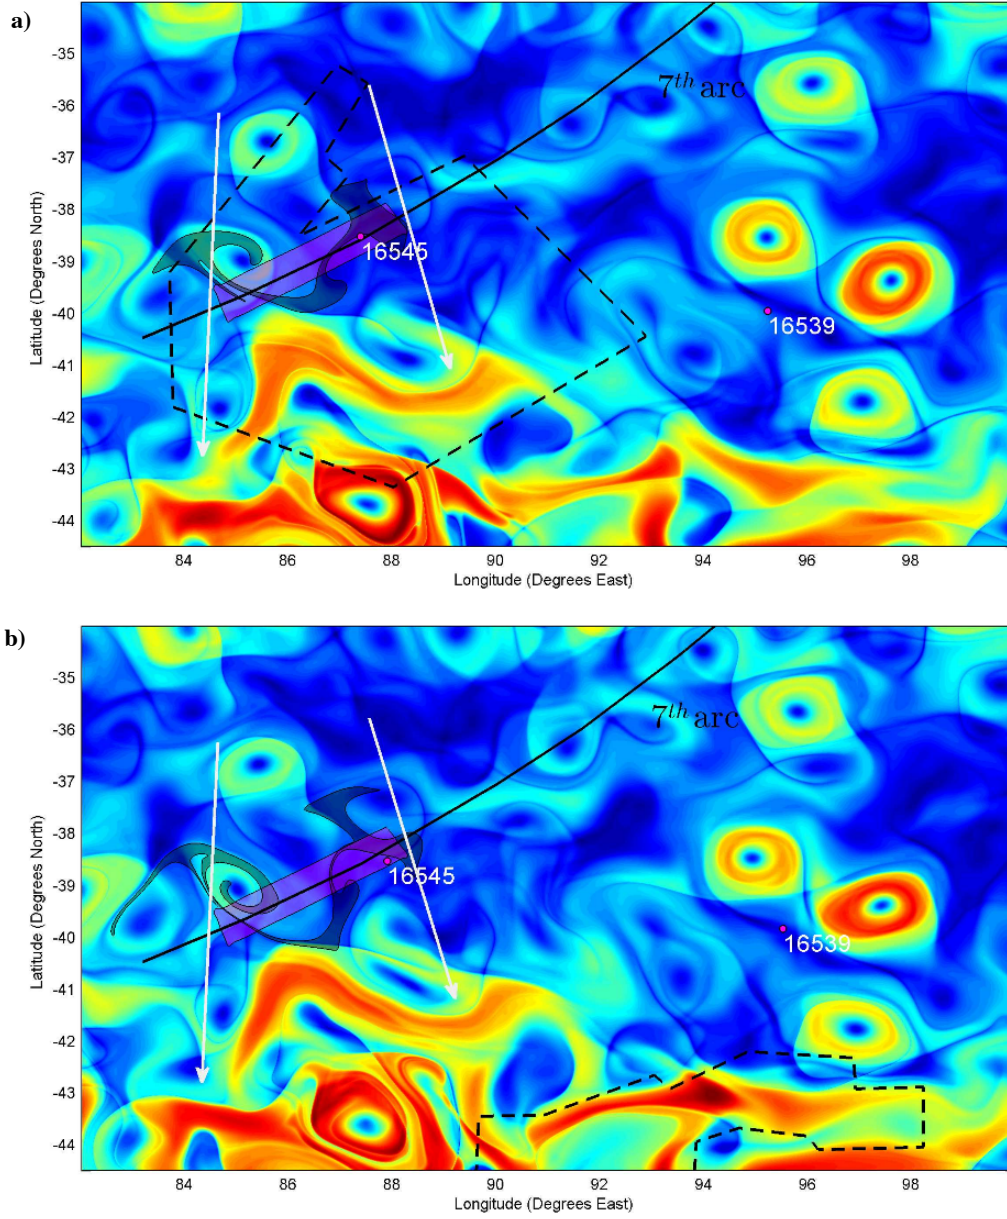 a)
-35
-36
-37
-38
-39
-40
-41
-42
-43
-44
Latitude (Degrees North)
7th arc
16545
16539
84 86 88 90 92 94 96 98
Longitude (Degrees East)
b)
-35
-36
-37
-38
-39
-40
-41
-42
-43
-44
Latitude (Degrees North)
7th arc
16545
16539
84 86 88 90 92 94 96 98
Longitude (Degrees East)